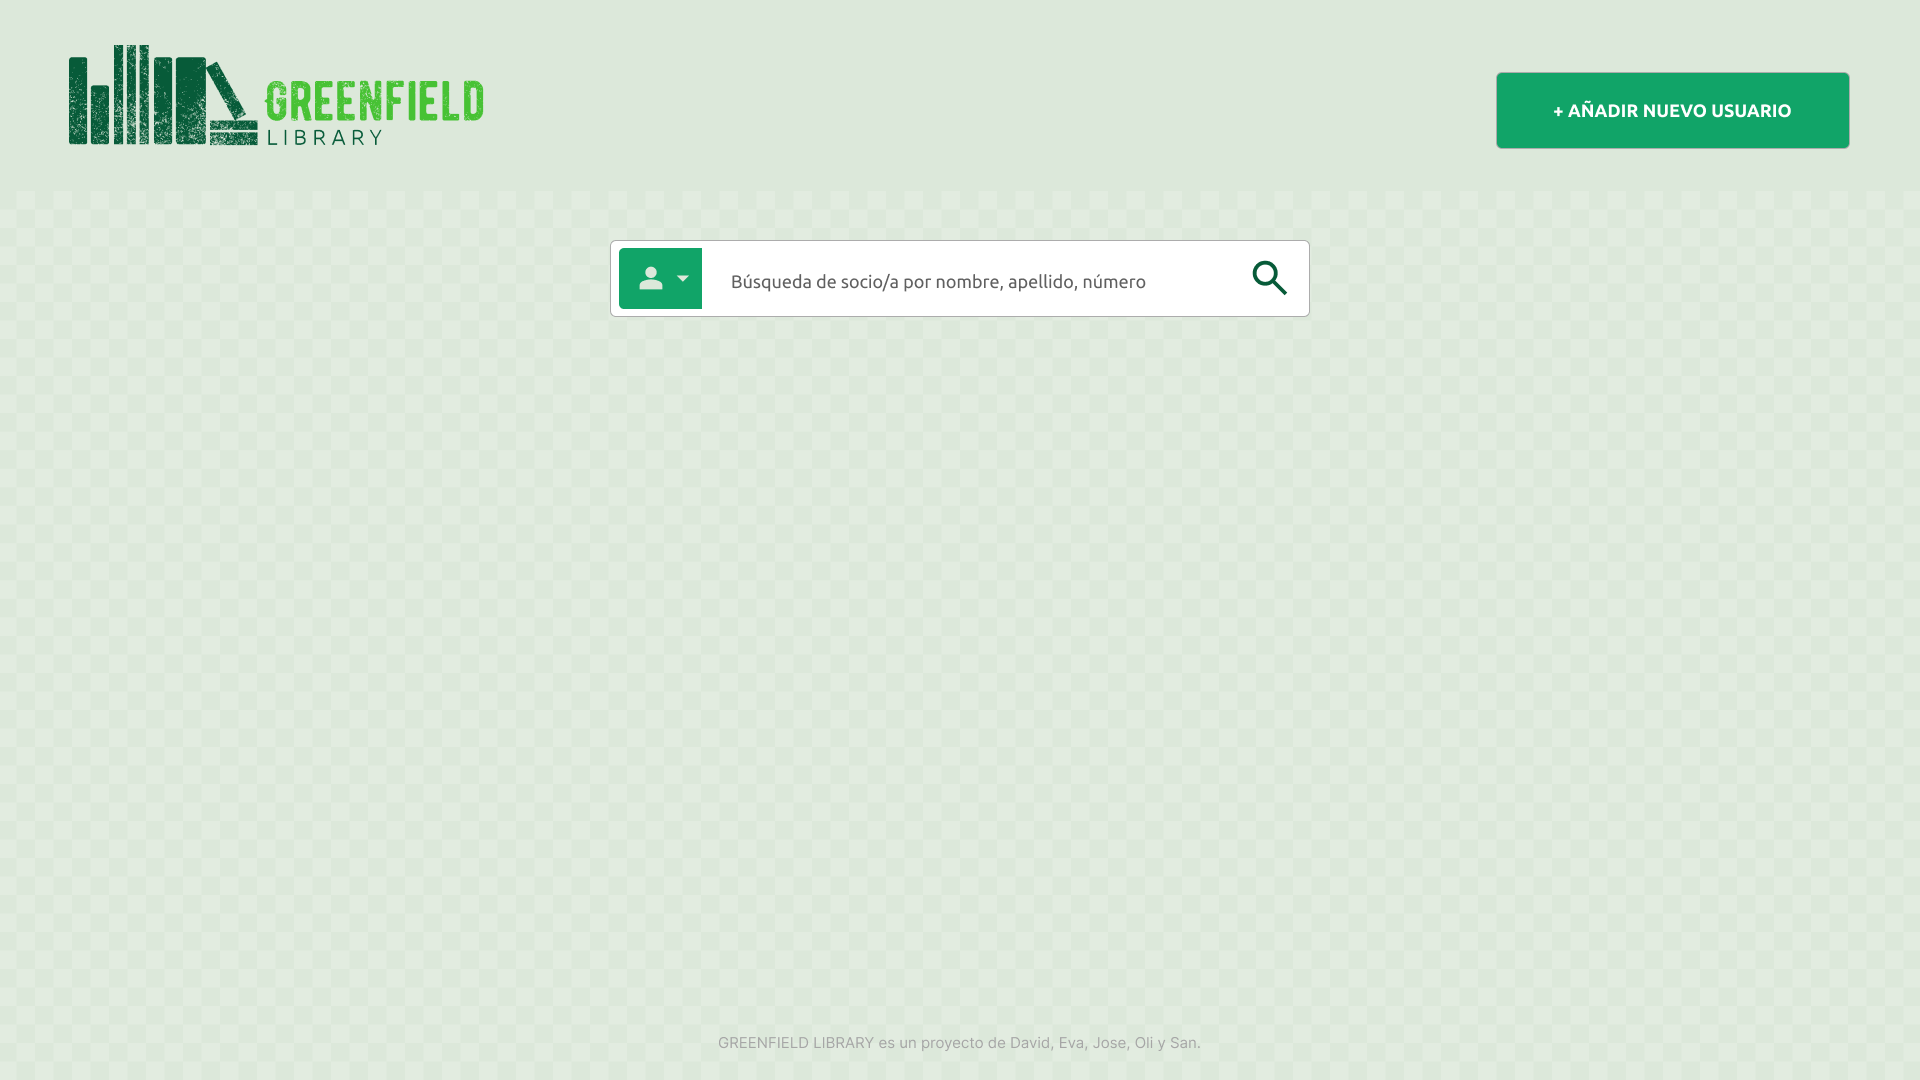 GREENFIELD
LIBRARY
+ AÑADIR NUEVO USUARIO
Búsqueda de socio/a por nombre, apellido, número
GREENFIELD LIBRARY es un proyecto de David, Eva, Jose, Oli y San.